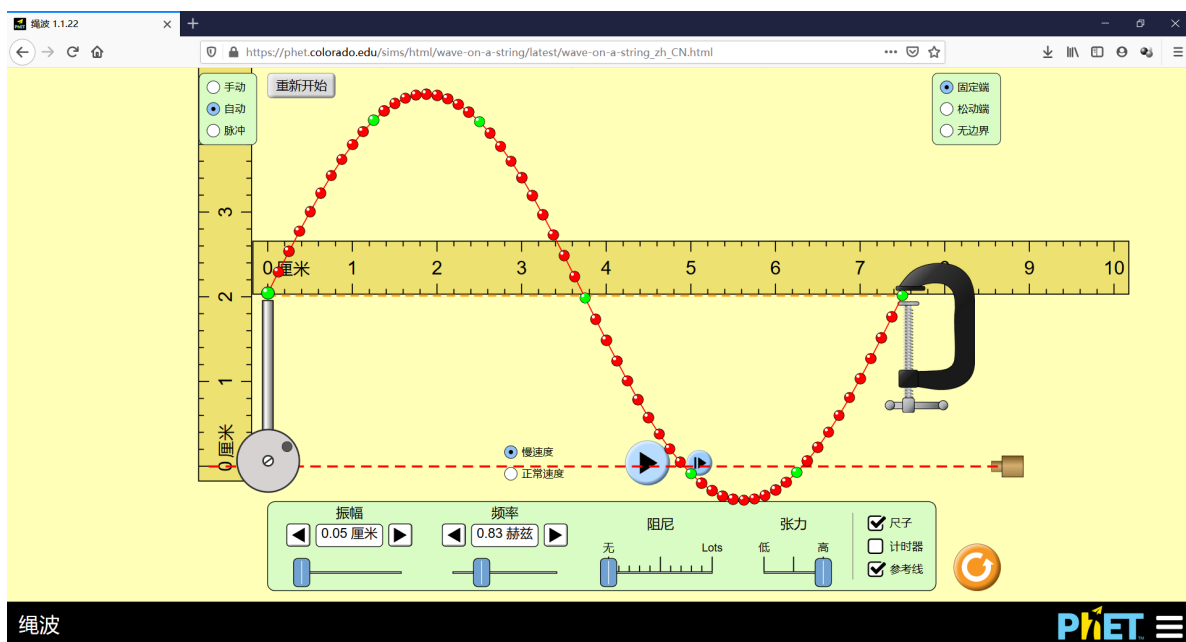 绳波 1.1.22
https://phet.colorado.edu/sims/html/wave-on-a-string/latest/wave-on-a-string_zh_CN.html
手动
自动
脉冲
重新开始
固定端
松动端
无边界
3
2
1
0厘米
0 厘米 1 2 3 4 5 6 7 8 9 10
慢速度
正常速度
振幅
0.05 厘米
频率
0.83 赫兹
阻尼
无 Lots
张力
低 高
尺子
计时器
参考线
绳波
PhET